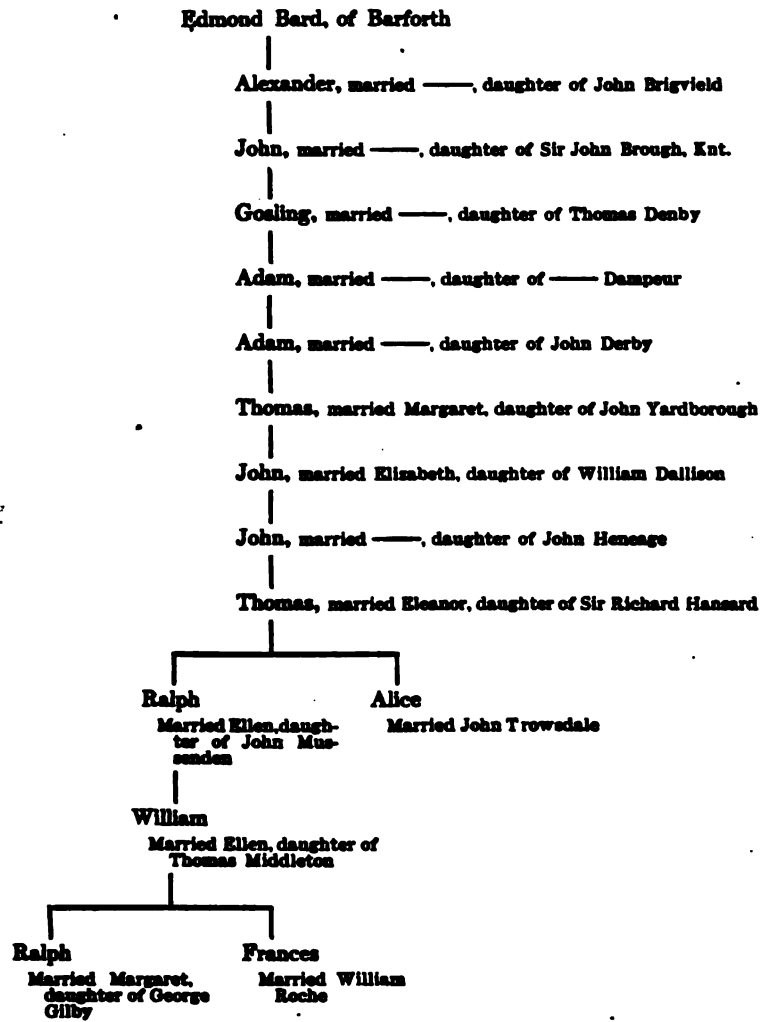 Edmond Bard, of Barforth
Alexander, married ——, daughter of John Brigvield
John, married ——, daughter of Sir John Brough, Knt.
Gosling, married ——, daughter of Thomas Denby
Adam, married ——, daughter of —— Dampour
Adam, married ——, daughter of John Derby
Thomas, married Margaret, daughter of John Yardborough
John, married Elizabeth, daughter of William Dallison
John, married ——, daughter of John Heneage
Thomas, married Eleanor, daughter of Sir Richard Hansard
Ralph Alice
Married Ellen, daugh- Married John Trowsdale
ter of John Mus-
senden
William
Married Ellen, daughter of
Thomas Middleton
Ralph Frances
Married Margaret, Married William
daughter of George Roche
Gilby